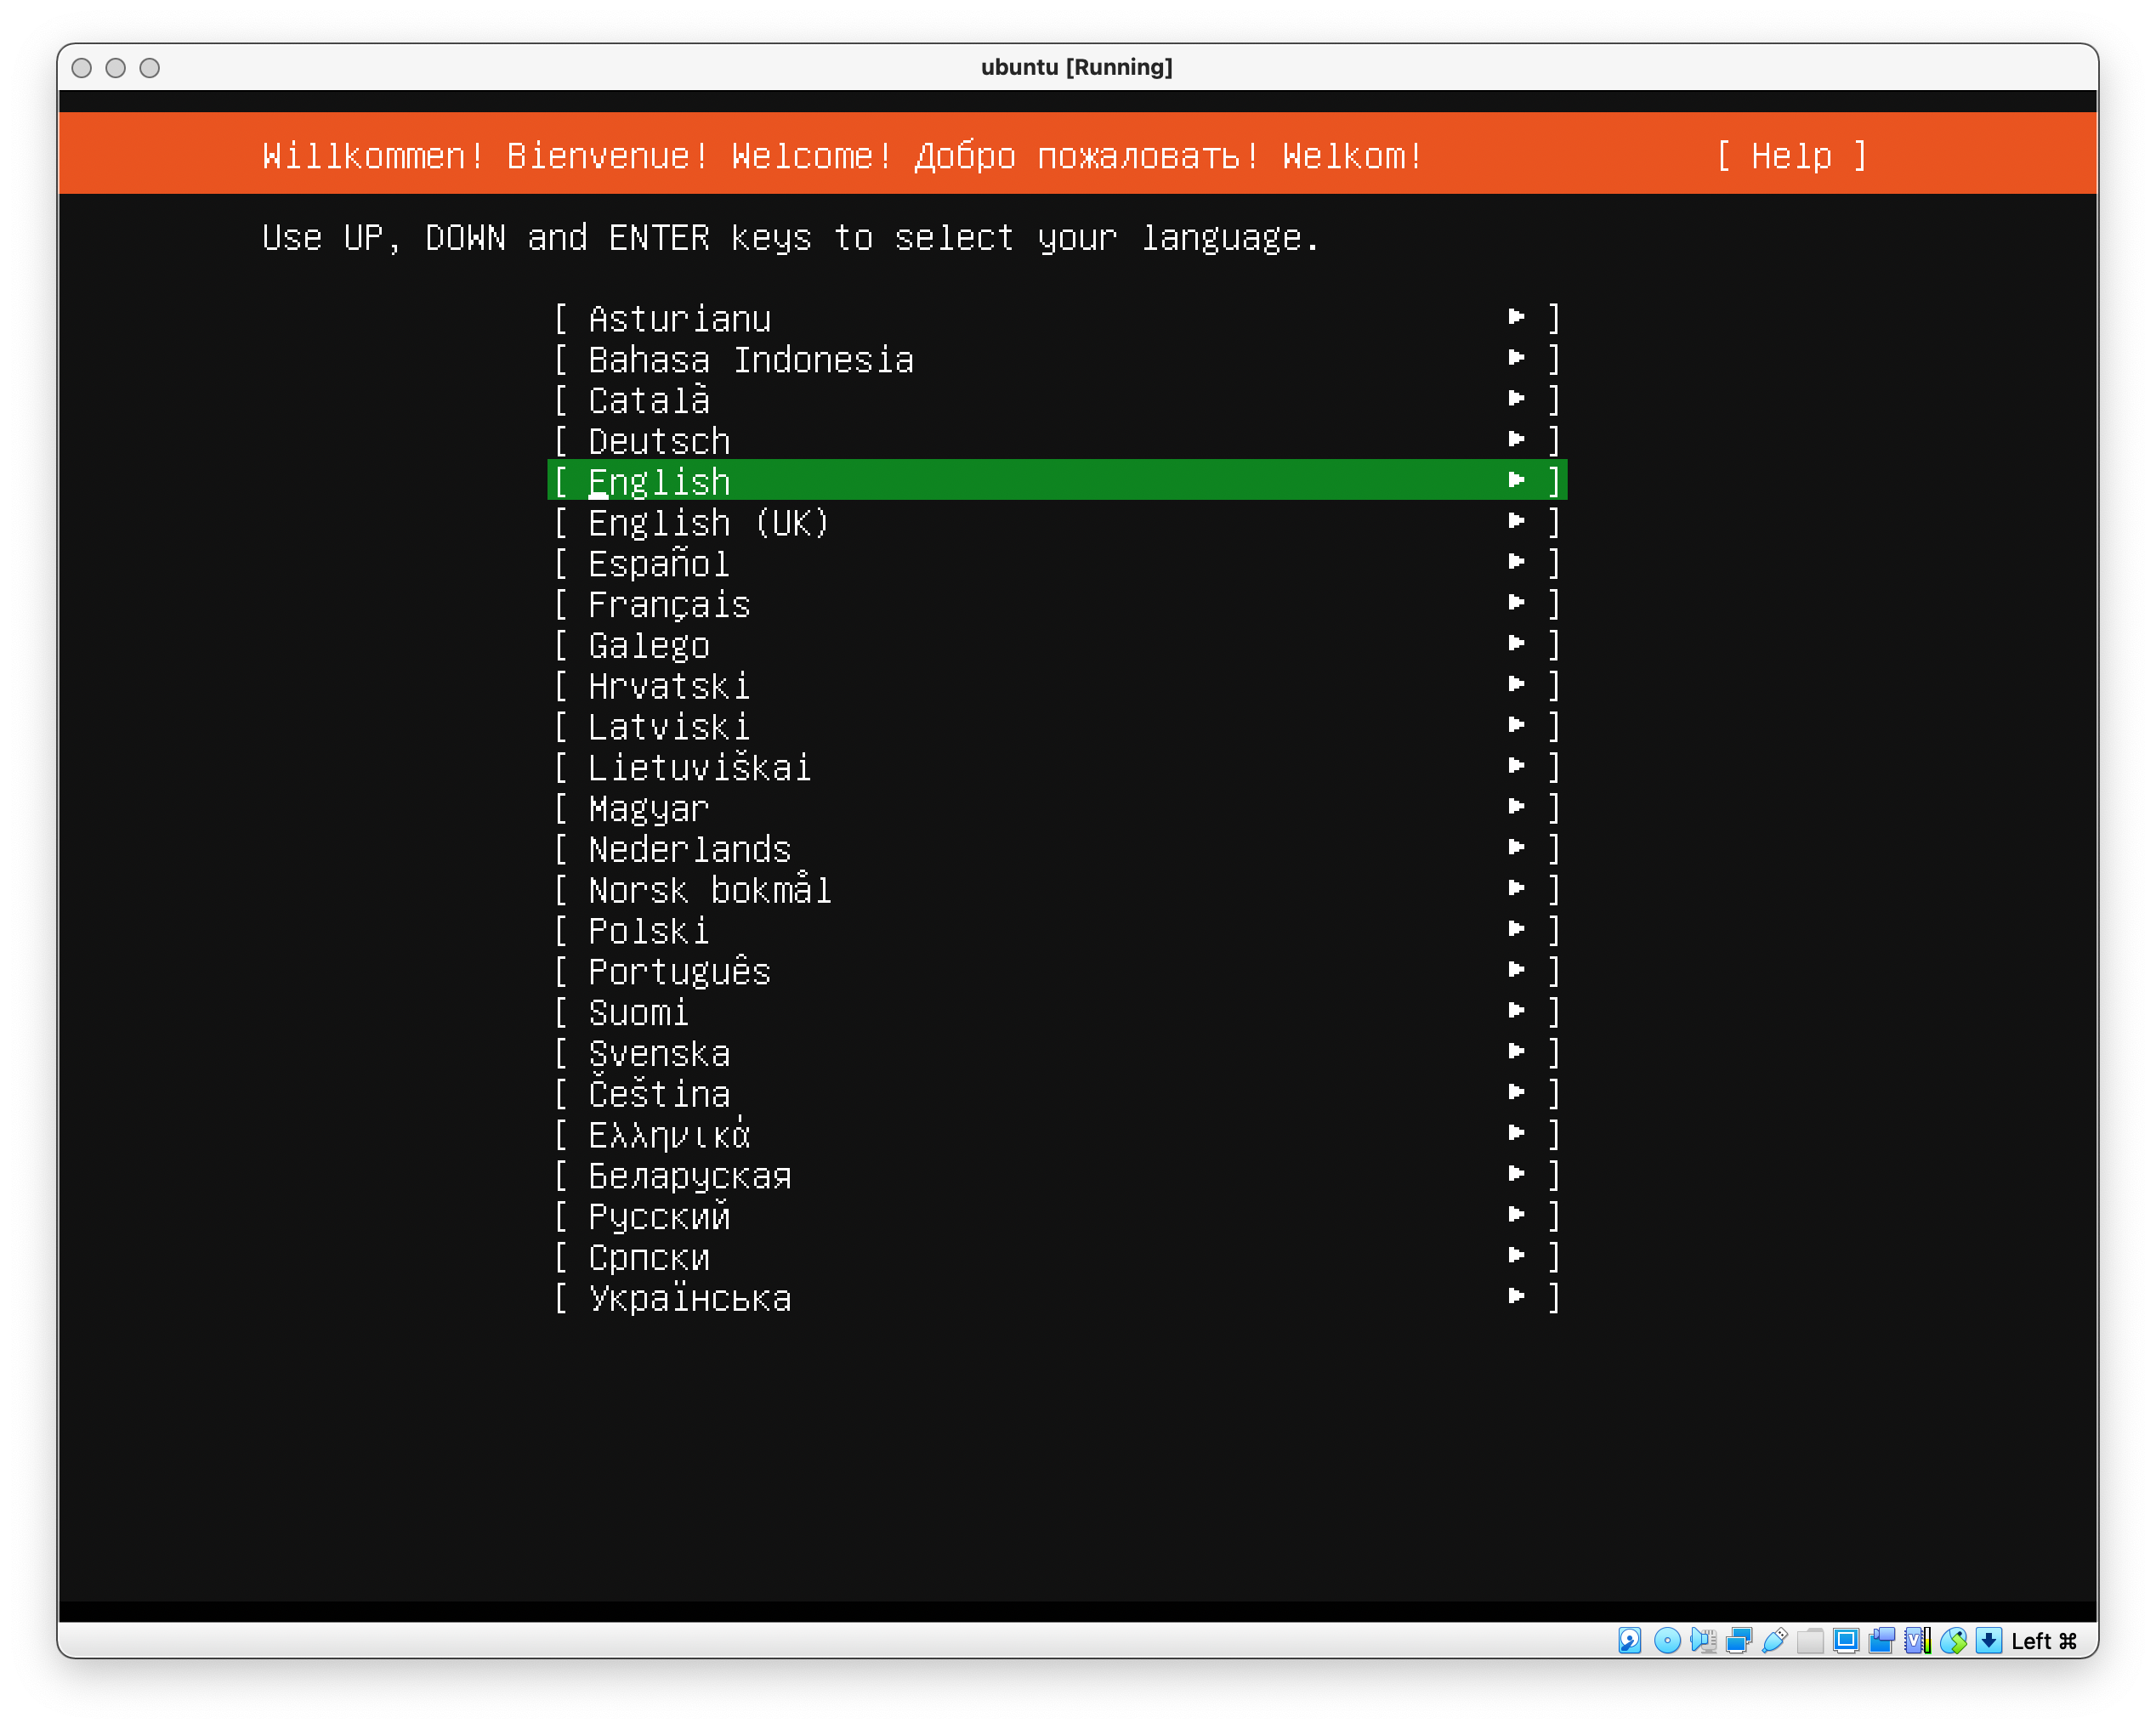 ubuntu [Running]
Willkommen! Bienvenue! Welcome! Добро пожаловать! Welkom! [ Help ]
Use UP, DOWN and ENTER keys to select your language.
[ Asturianu ► ]
[ Bahasa Indonesia ► ]
[ Català ► ]
[ Deutsch ► ]
[ English ► ]
[ English (UK) ► ]
[ Español ► ]
[ Français ► ]
[ Galego ► ]
[ Hrvatski ► ]
[ Latviski ► ]
[ Lietuviškai ► ]
[ Magyar ► ]
[ Nederlands ► ]
[ Norsk bokmål ► ]
[ Polski ► ]
[ Português ► ]
[ Suomi ► ]
[ Svenska ► ]
[ Čeština ► ]
[ Ελληνικά ► ]
[ Беларуская ► ]
[ Русский ► ]
[ Српски ► ]
[ Українська ► ]
Left ⌘